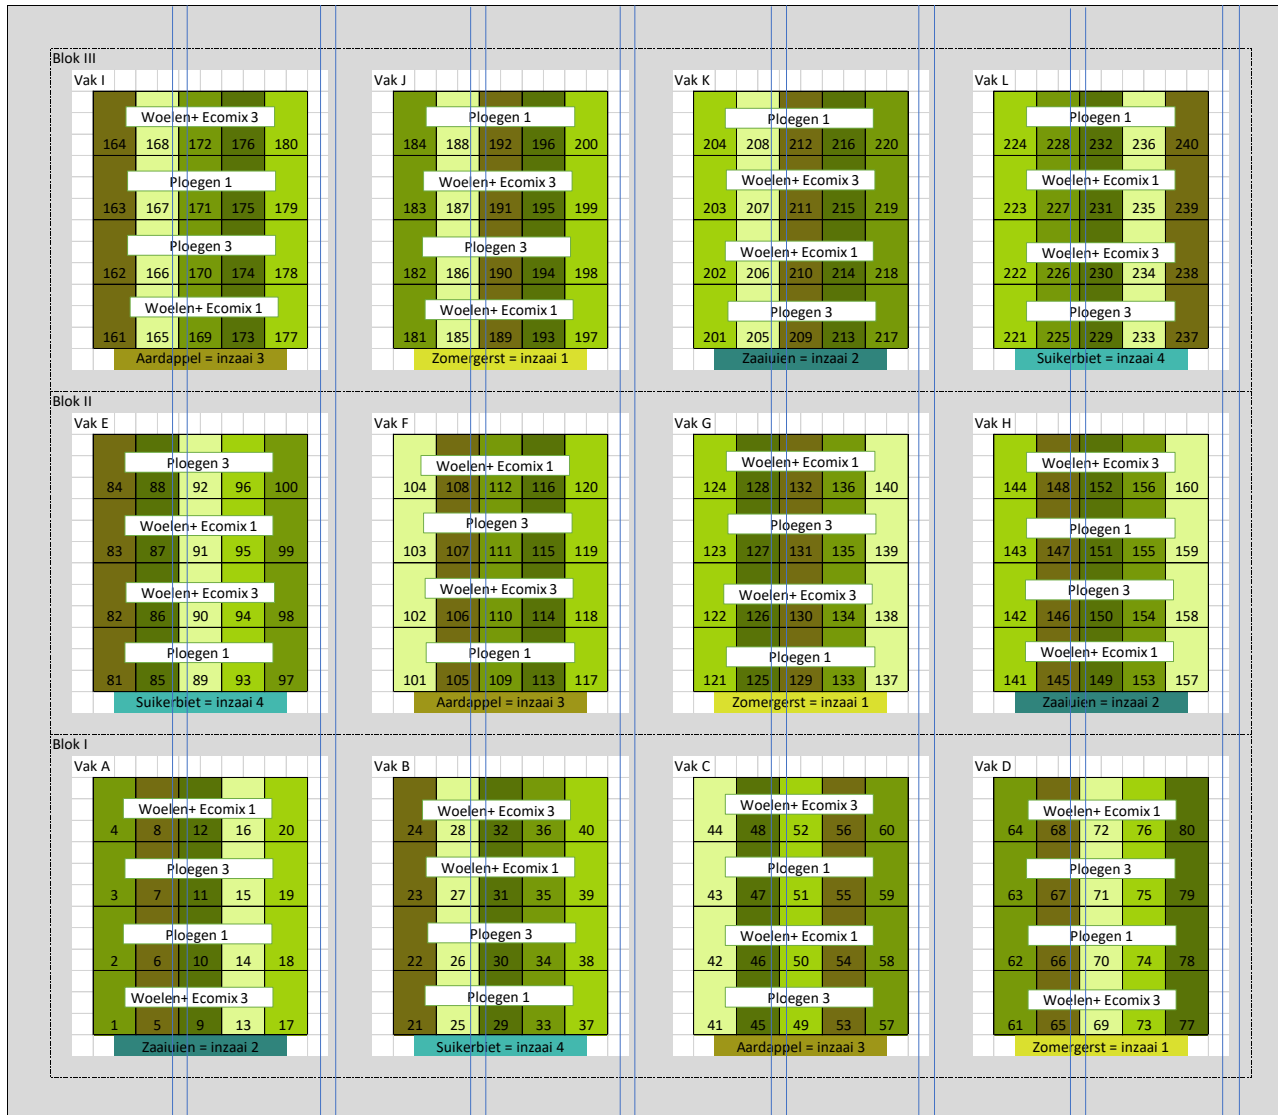 Blok III
Vak I Vak J Vak K Vak L
Woelen+ Ecomix 3 Ploegen 1 Ploegen 1 Ploegen 1
164 168 172 176 180 184 188 192 196 200 204 208 212 216 220 224 228 232 236 240
Ploegen 1 Woelen+ Ecomix 3 Woelen+ Ecomix 3 Woelen+ Ecomix 1
163 167 171 175 179 183 187 191 195 199 203 207 211 215 219 223 227 231 235 239
Ploegen 3 Ploegen 3 Woelen+ Ecomix 1 Woelen+ Ecomix 3
162 166 170 174 178 182 186 190 194 198 202 206 210 214 218 222 226 230 234 238
Woelen+ Ecomix 1 Woelen+ Ecomix 1 Ploegen 3 Ploegen 3
161 165 169 173 177 181 185 189 193 197 201 205 209 213 217 221 225 229 233 237
Aardappel = inzaai 3 Zomergerst = inzaai 1 Zaaiuien = inzaai 2 Suikerbiet = inzaai 4
Blok II
Vak E Vak F Vak G Vak H
Ploegen 3 Woelen+ Ecomix 1 Woelen+ Ecomix 1 Woelen+ Ecomix 3
84 88 92 96 100 104 108 112 116 120 124 128 132 136 140 144 148 152 156 160
Woelen+ Ecomix 1 Ploegen 3 Ploegen 3 Ploegen 1
83 87 91 95 99 103 107 111 115 119 123 127 131 135 139 143 147 151 155 159
Woelen+ Ecomix 3 Woelen+ Ecomix 3 Woelen+ Ecomix 3 Ploegen 3
82 86 90 94 98 102 106 110 114 118 122 126 130 134 138 142 146 150 154 158
Ploegen 1 Ploegen 1 Ploegen 1 Woelen+ Ecomix 1
81 85 89 93 97 101 105 109 113 117 121 125 129 133 137 141 145 149 153 157
Suikerbiet = inzaai 4 Aardappel = inzaai 3 Zomergerst = inzaai 1 Zaaiuien = inzaai 2
Blok I
Vak A Vak B Vak C Vak D
Woelen+ Ecomix 1 Woelen+ Ecomix 3 Woelen+ Ecomix 3 Woelen+ Ecomix 1
4 8 12 16 20 24 28 32 36 40 44 48 52 56 60 64 68 72 76 80
Ploegen 3 Woelen+ Ecomix 1 Ploegen 1 Ploegen 3
3 7 11 15 19 23 27 31 35 39 43 47 51 55 59 63 67 71 75 79
Ploegen 1 Ploegen 3 Woelen+ Ecomix 1 Ploegen 1
2 6 10 14 18 22 26 30 34 38 42 46 50 54 58 62 66 70 74 78
Woelen+ Ecomix 3 Ploegen 1 Ploegen 3 Woelen+ Ecomix 3
1 5 9 13 17 21 25 29 33 37 41 45 49 53 57 61 65 69 73 77
Zaaiuien = inzaai 2 Suikerbiet = inzaai 4 Aardappel = inzaai 3 Zomergerst = inzaai 1